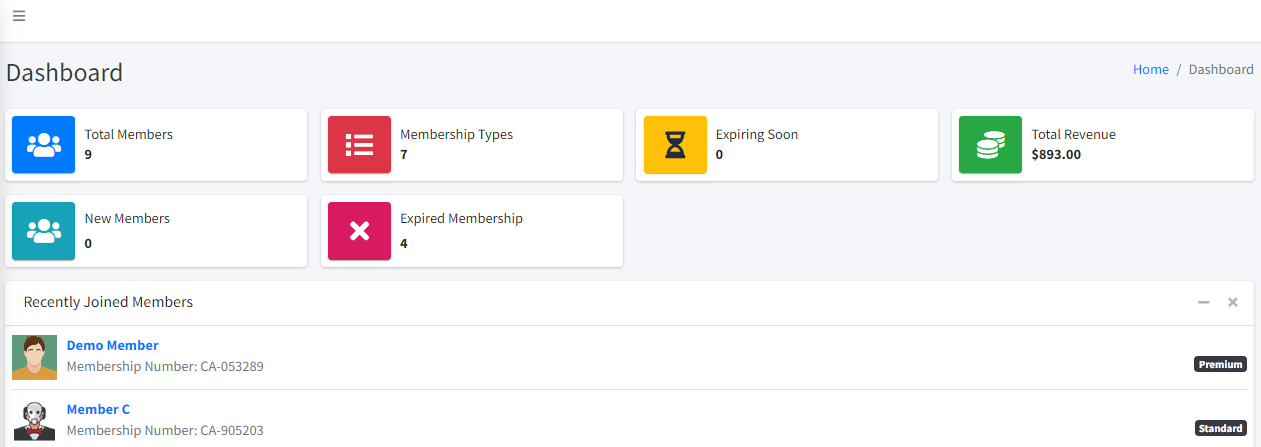 Dashboard
Home / Dashboard
Total Members
9
Membership Types
7
Expiring Soon
0
Total Revenue
$893.00
New Members
0
Expired Membership
4
Recently Joined Members
Demo Member
Membership Number: CA-053289
Premium
Member C
Membership Number: CA-905203
Standard